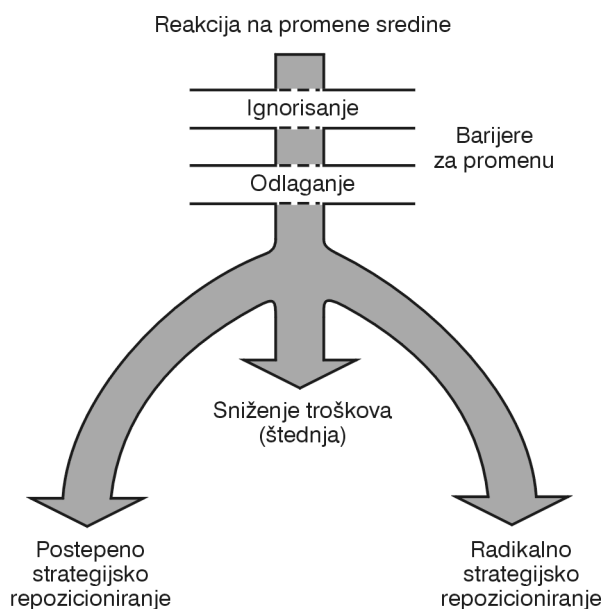 Reakcija na promene sredine
Ignorisanje
Barijere
za promenu
Odlaganje
Sniženje troškova
(štednja)
Postepeno
strategijsko
repozicioniranje
Radikalno
strategijsko
repozicioniranje